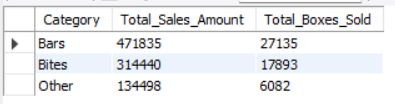 Category Total_Sales_Amount Total_Boxes_Sold
Bars 471835 27135
Bites 314440 17893
Other 134498 6082